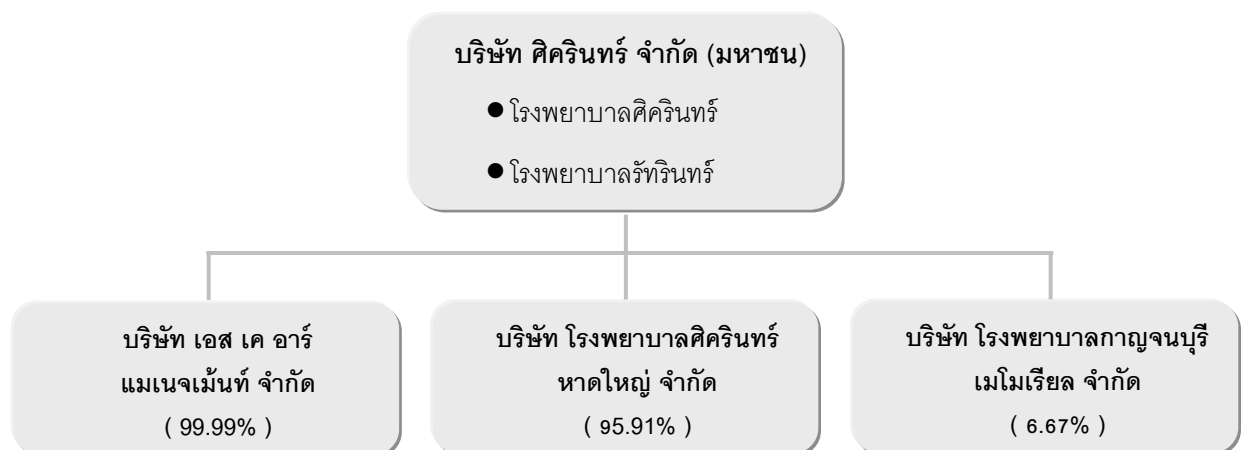 บริษัท ศิครินทร์ จำกัด (มหาชน)
● โรงพยาบาลศิครินทร์
● โรงพยาบาลรัทรินทร์
บริษัท เอส เค อาร์
แมเนจเม้นท์ จำกัด
( 99.99% )
บริษัท โรงพยาบาลศิครินทร์
หาดใหญ่ จำกัด
( 95.91% )
บริษัท โรงพยาบาลกาญจนบุรี
เมโมเรียล จำกัด
( 6.67% )